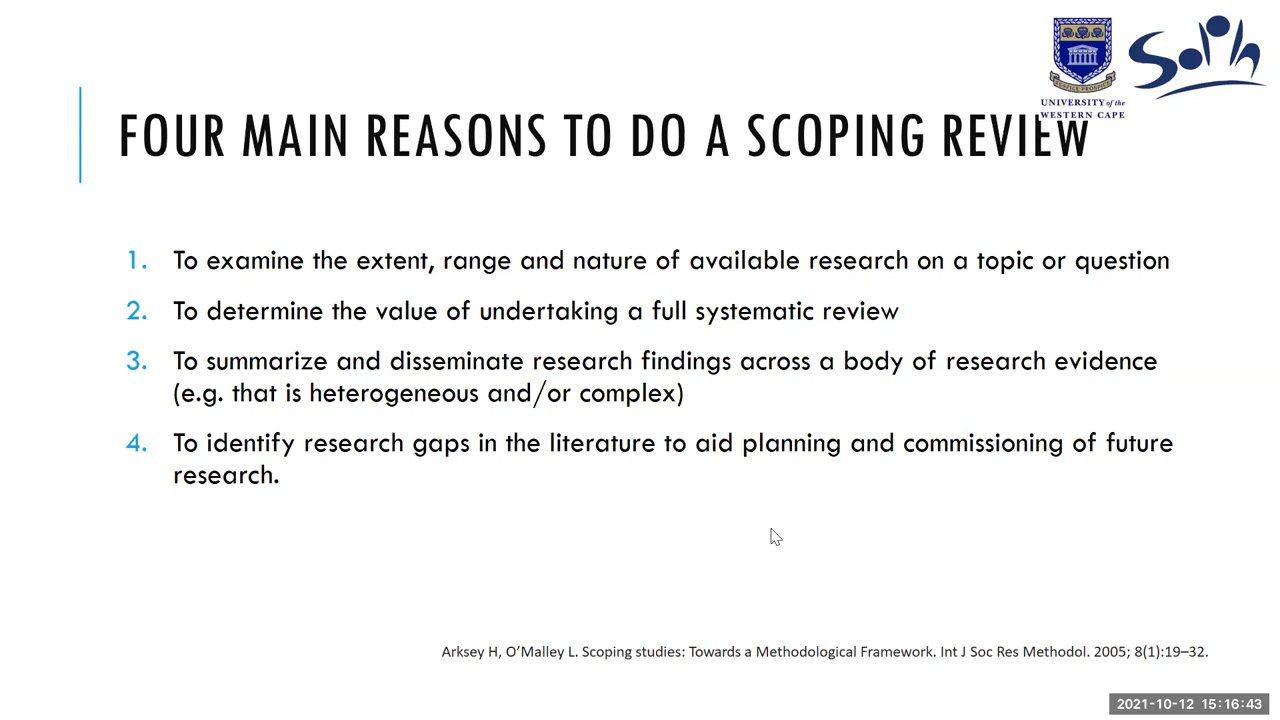 SOPH
UNIVERSITY of the
WESTERN CAPE
FOUR MAIN REASONS TO DO A SCOPING REVIEW
1. To examine the extent, range and nature of available research on a topic or question
2. To determine the value of undertaking a full systematic review
3. To summarize and disseminate research findings across a body of research evidence
(e.g. that is heterogeneous and/or complex)
4. To identify research gaps in the literature to aid planning and commissioning of future
research.
Arksey H, O’Malley L. Scoping studies: Towards a Methodological Framework. Int J Soc Res Methodol. 2005; 8(1):19–32.
2021-10-12 15:16:43